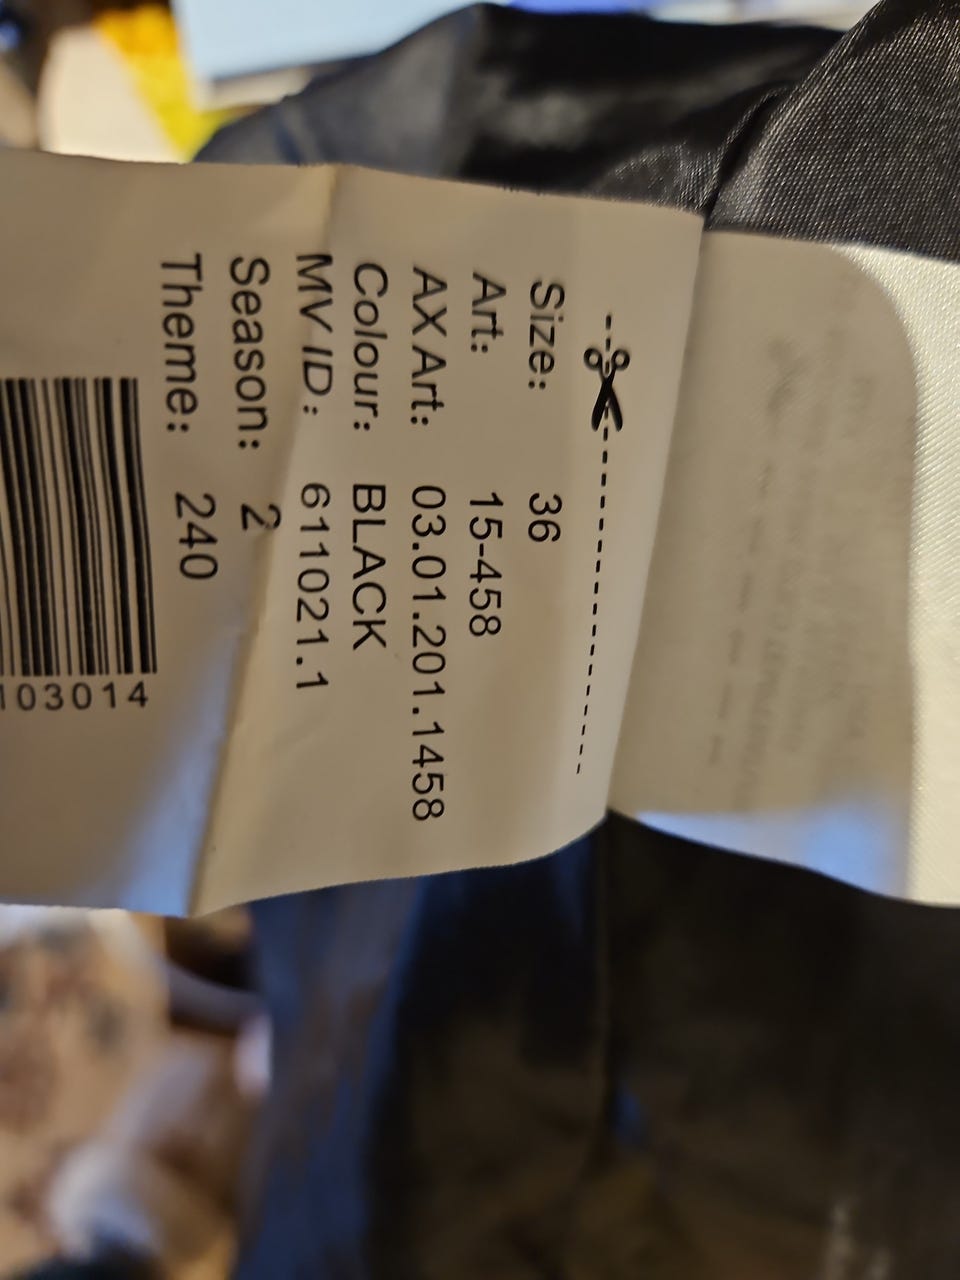 Size: 36
Art: 15-458
AX Art: 03.01.201.1458
Colour: BLACK
MV ID: 611021.1
Season: 2
Theme: 240
103014